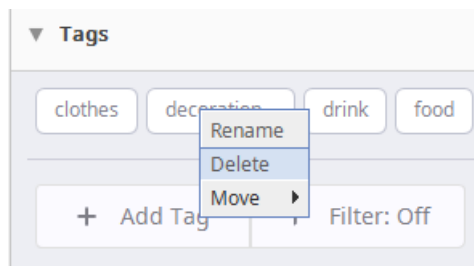 Tags
clothes decoration drink food
Rename
Delete
Move
+ Add Tag Filter: Off